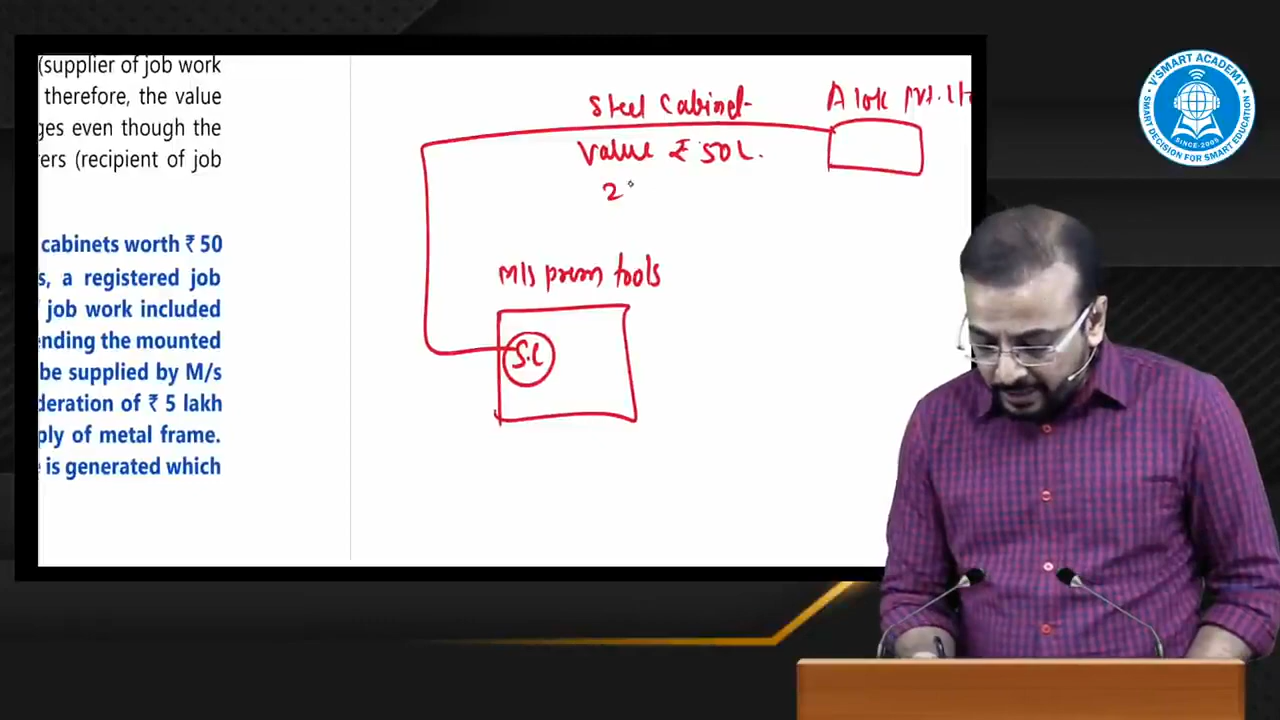 (supplier of job work
therefore, the value
ges even though the
ers (recipient of job
cabinets worth ₹ 50
s, a registered job
job work included
ending the mounted
be supplied by M/s
deration of ₹ 5 lakh
ply of metal frame.
e is generated which
Steel Cabinet
Value ₹ 50L.
2
Alok pvt. lt
M/s prem tools
S.C
V'SMART ACADEMY
SINCE-2009
SMART DECISION FOR SMART EDUCATION